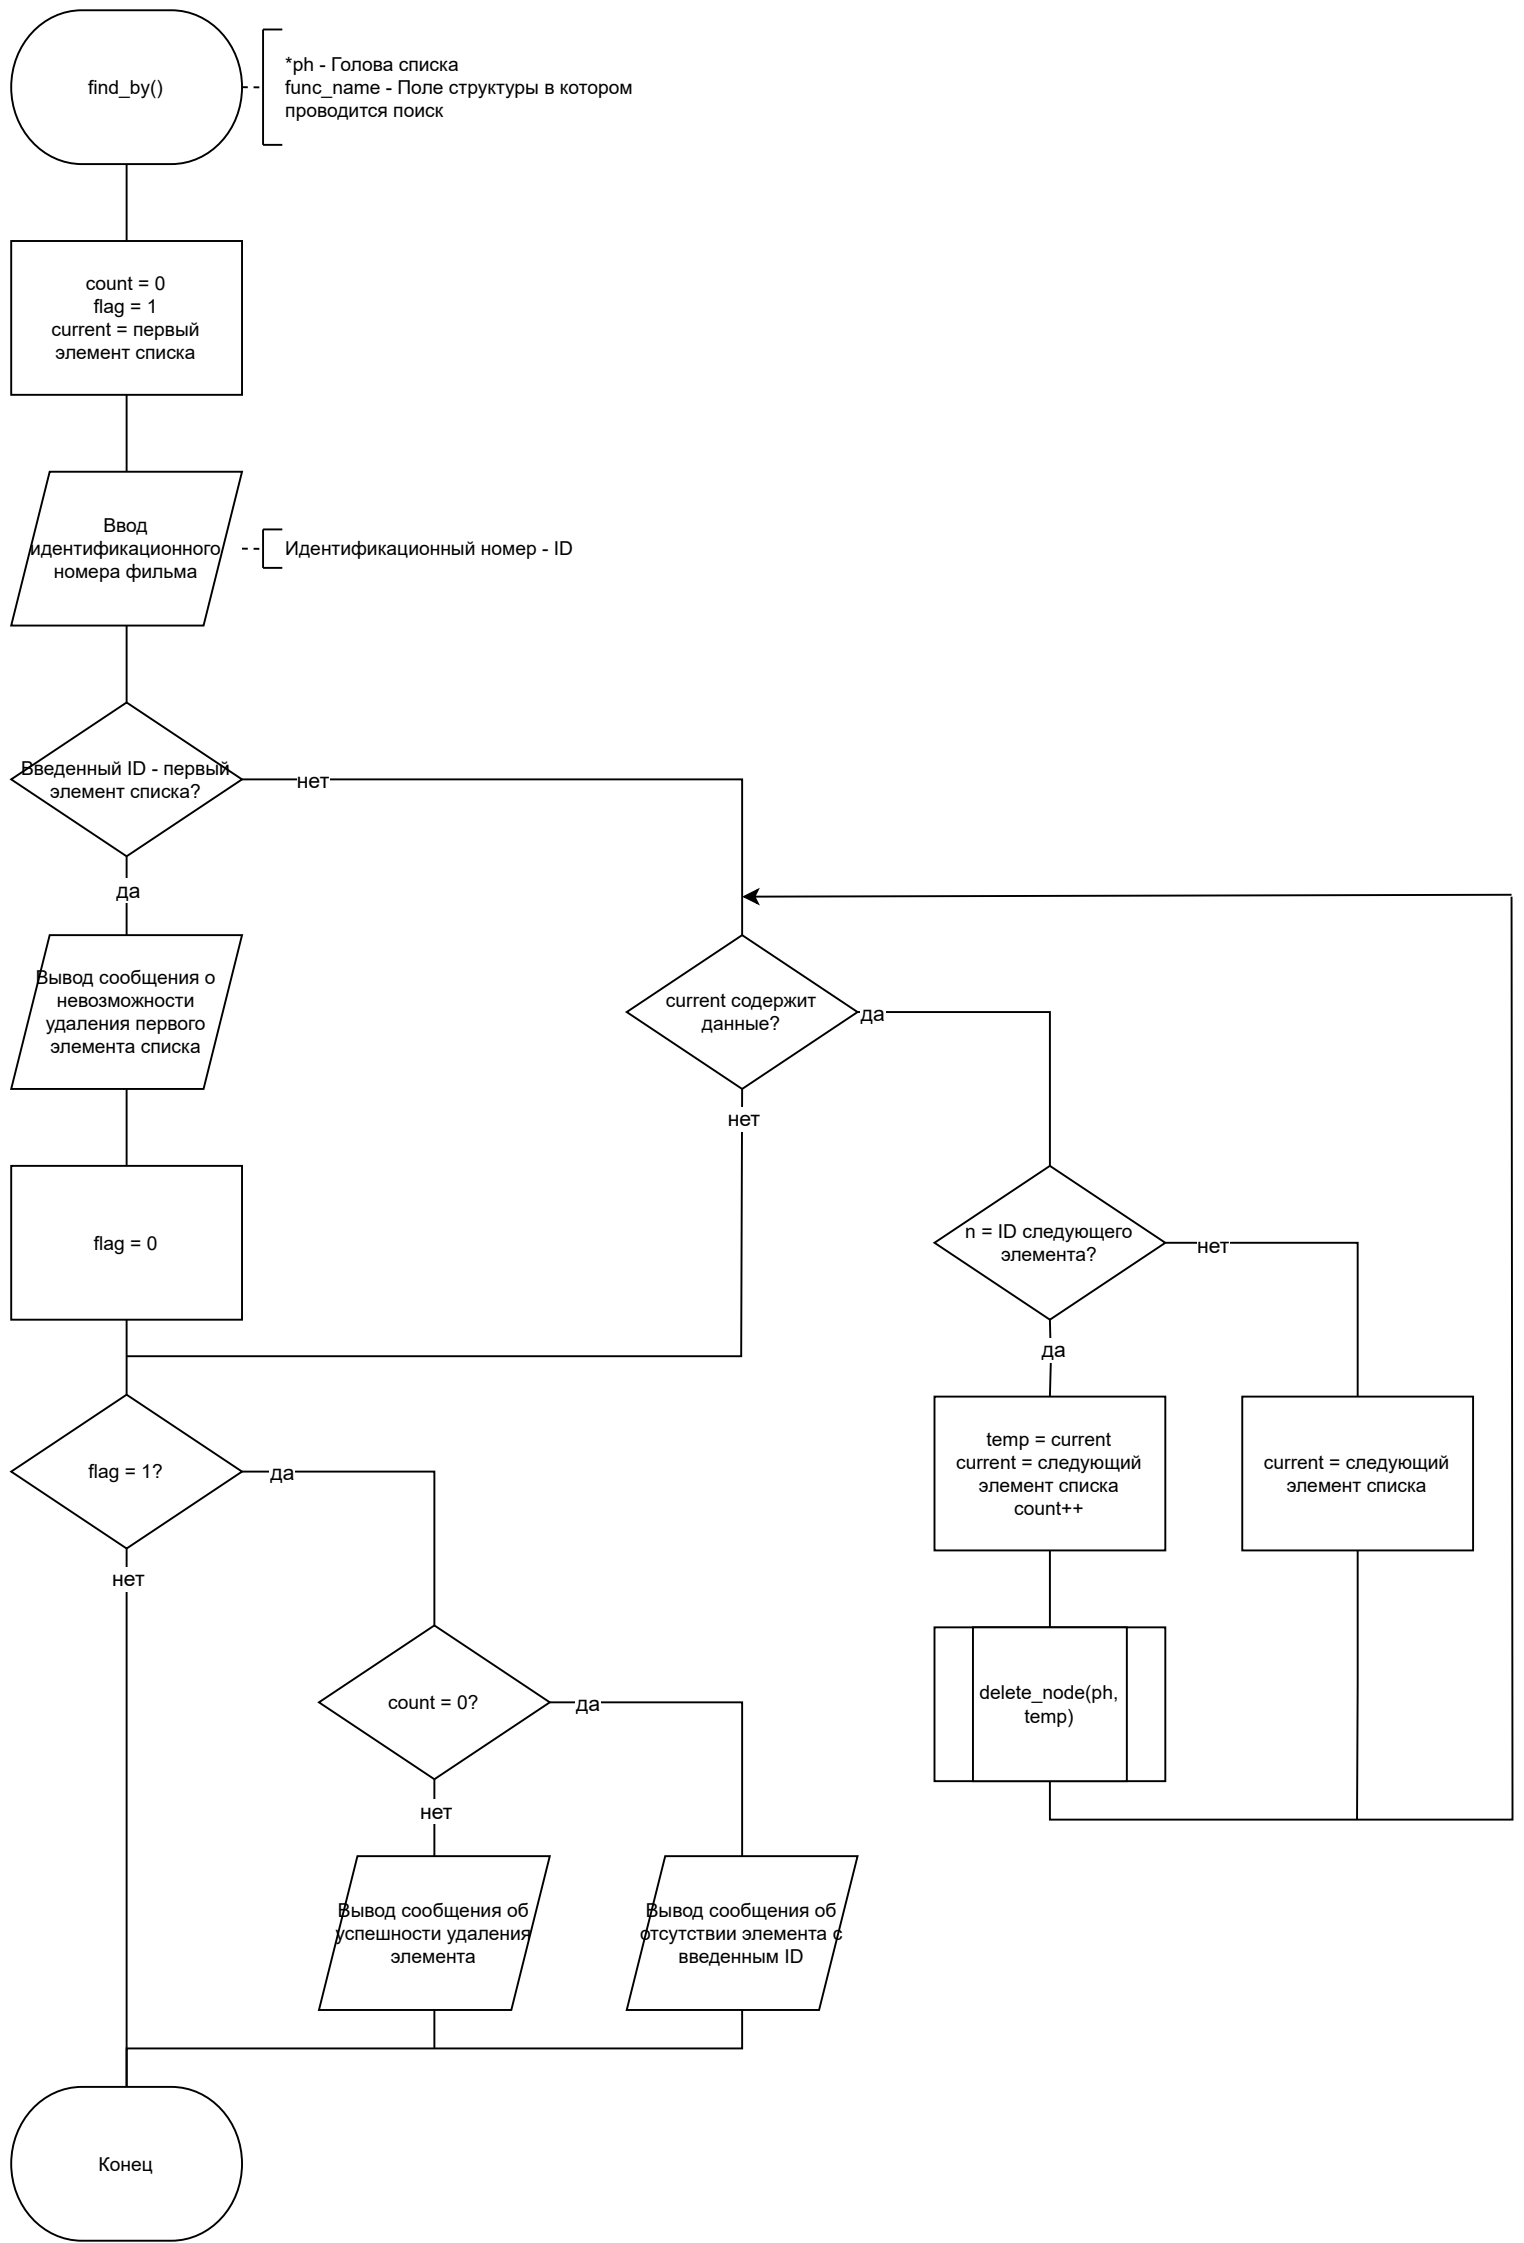 find_by()
*ph - Голова списка
func_name - Поле структуры в котором
проводится поиск
count = 0
flag = 1
current = первый
элемент списка
Ввод
идентификационного
номера фильма
Идентификационный номер - ID
Введенный ID - первый
элемент списка?
нет
да
Вывод сообщения о
невозможности
удаления первого
элемента списка
current содержит
данные?
да
нет
flag = 0
n = ID следующего
элемента?
нет
да
temp = current
current = следующий
элемент списка
count++
current = следующий
элемент списка
flag = 1?
да
нет
delete_node(ph,
temp)
count = 0?
да
нет
Вывод сообщения об
успешности удаления
элемента
Вывод сообщения об
отсутствии элемента с
введенным ID
Конец